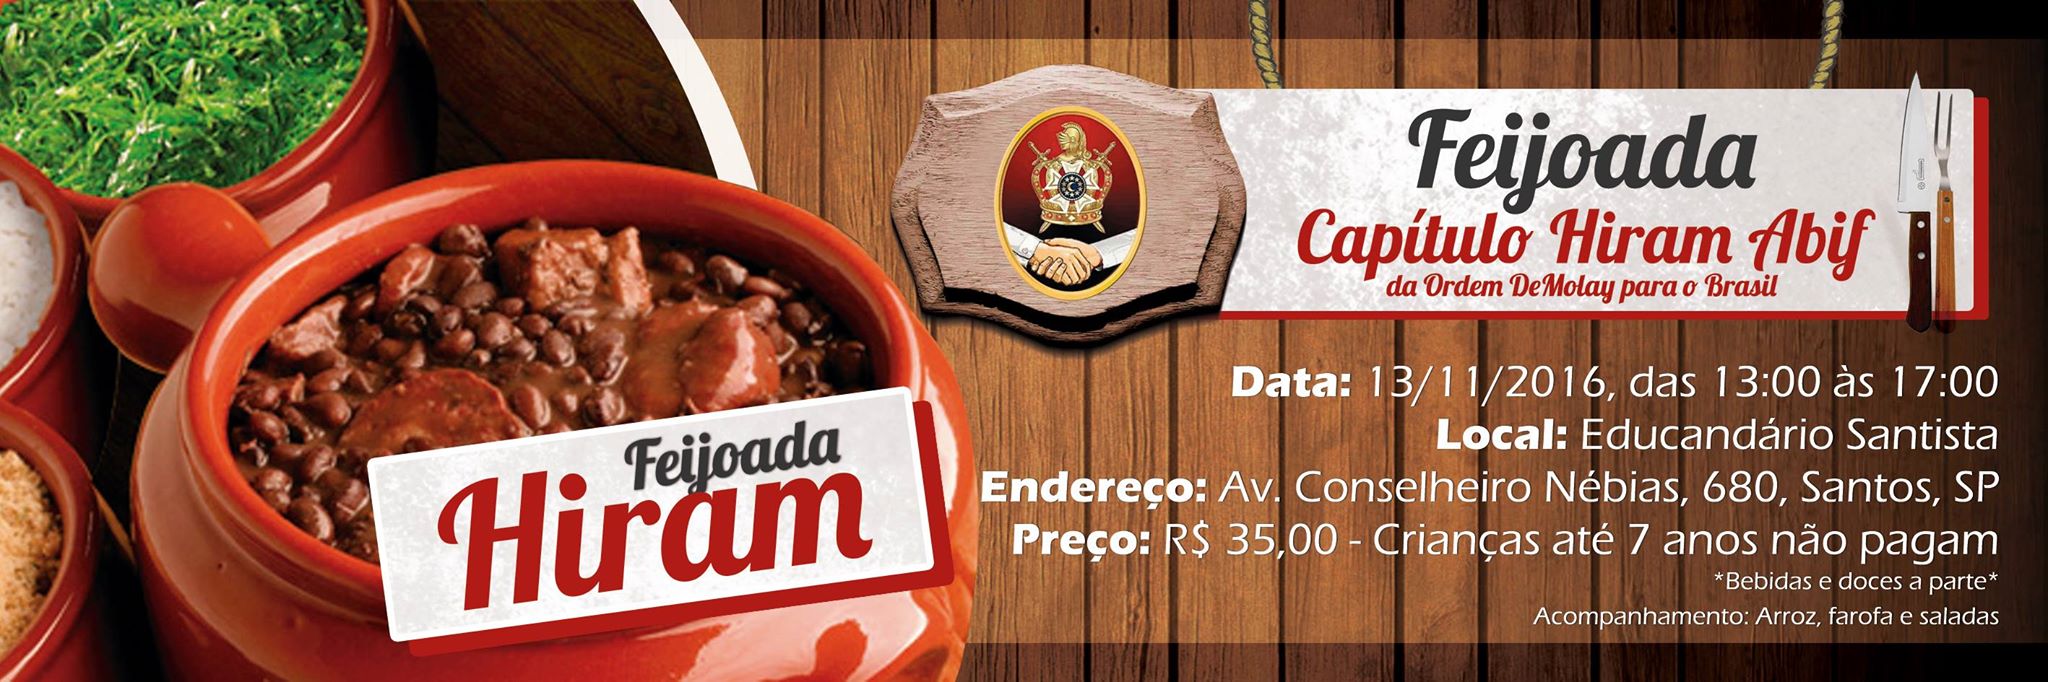 Feijoada
Hiram
Feijoada
Capítulo Hiram Abif
da Ordem DeMolay para o Brasil
Data: 13/11/2016, das 13:00 às 17:00
Local: Educandário Santista
Endereço: Av. Conselheiro Nébias, 680, Santos, SP
Preço: R$ 35,00 - Crianças até 7 anos não pagam
*Bebidas e doces a parte*
Acompanhamento: Arroz, farofa e saladas